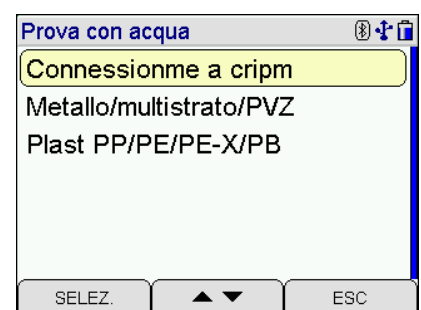 Prova con acqua
Connessionme a cripm
Metallo/multistrato/PVZ
Plast PP/PE/PE-X/PB
SELEZ. ▲ ▼ ESC